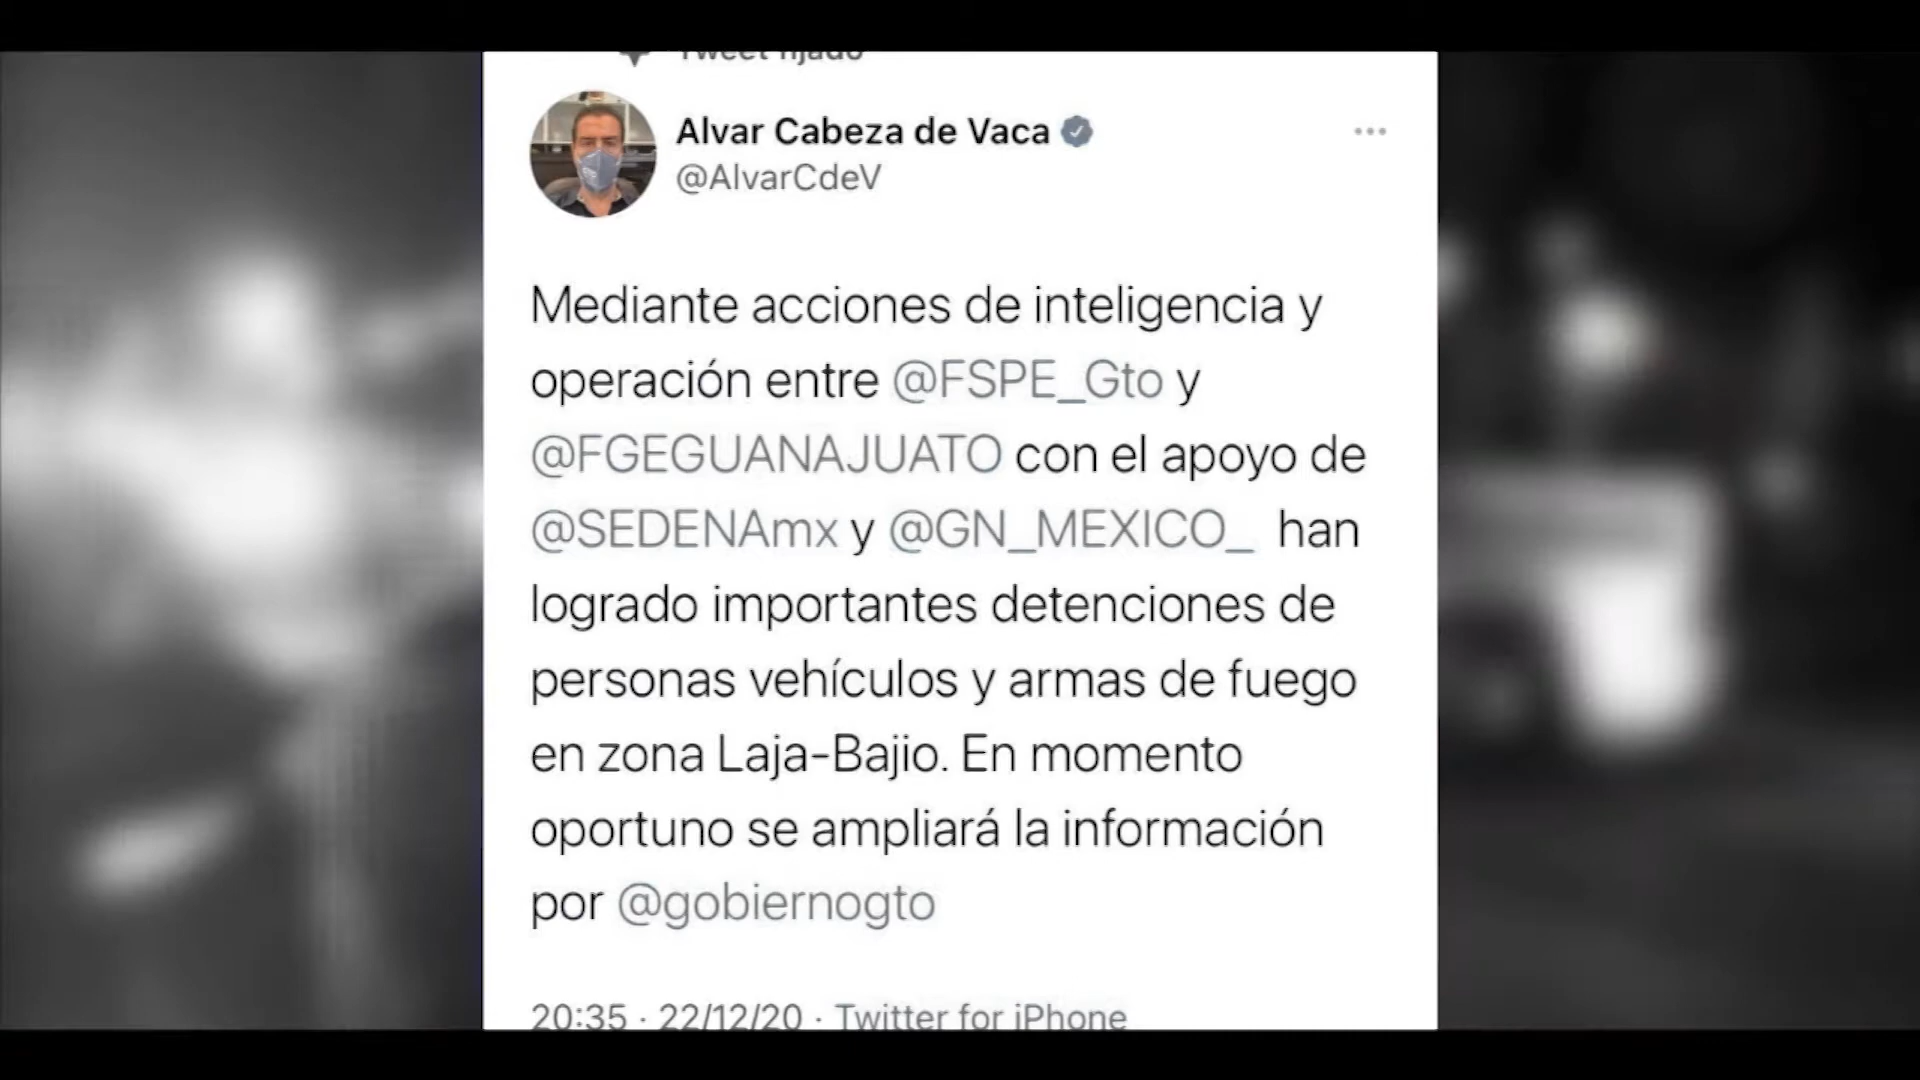 Tweet fijado
Alvar Cabeza de Vaca
@AlvarCdeV
Mediante acciones de inteligencia y
operación entre @FSPE_Gto y
@FGEGUANAJUATO con el apoyo de
@SEDENAmx y @GN_MEXICO_ han
logrado importantes detenciones de
personas vehículos y armas de fuego
en zona Laja-Bajio. En momento
oportuno se ampliará la información
por @gobiernogto
20:35 · 22/12/20 · Twitter for iPhone